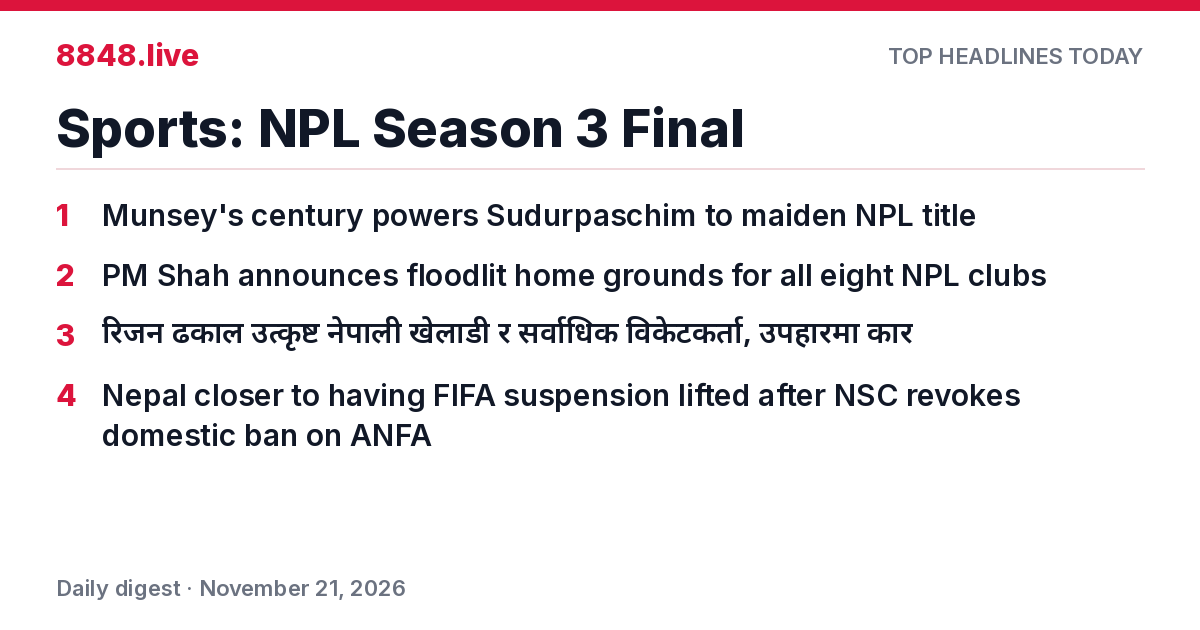 8848.live
TOP HEADLINES TODAY
Sports: NPL Season 3 Final
1 Munsey's century powers Sudurpaschim to maiden NPL title
2 PM Shah announces floodlit home grounds for all eight NPL clubs
3 रिजन ढकाल उत्कृष्ट नेपाली खेलाडी र सर्वाधिक विकेटकर्ता, उपहारमा कार
4 Nepal closer to having FIFA suspension lifted after NSC revokes
domestic ban on ANFA
Daily digest · November 21, 2026